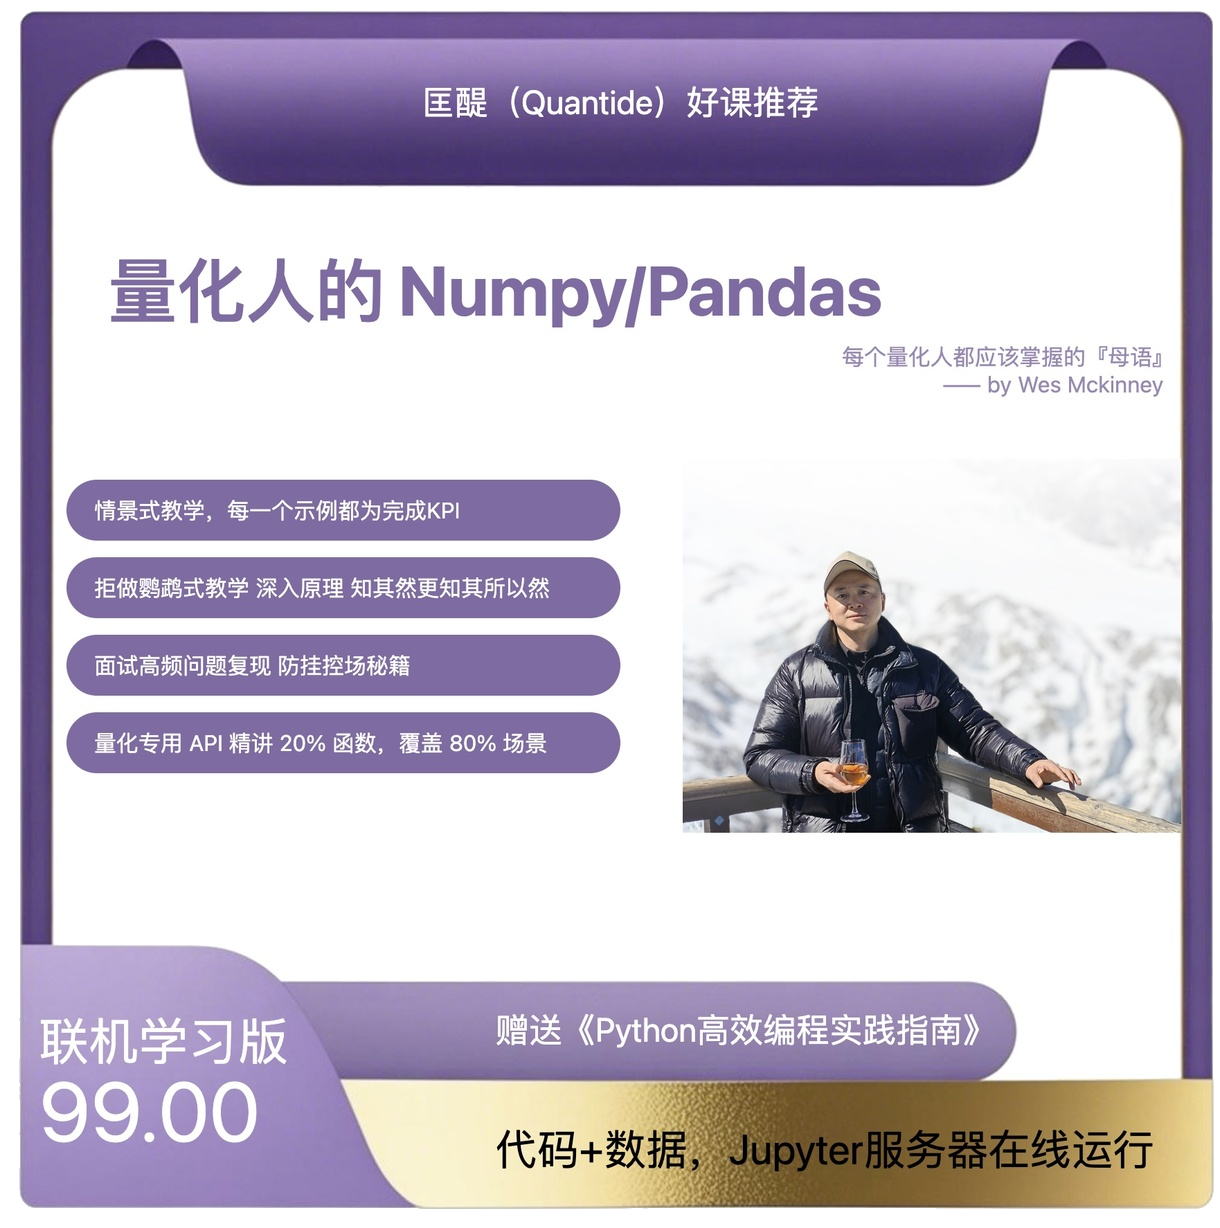 匡醍（Quantide）好课推荐
量化人的 Numpy/Pandas
每个量化人都应该掌握的『母语』
—— by Wes Mckinney
情景式教学，每一个示例都为完成KPI
拒做鹦鹉式教学 深入原理 知其然更知其所以然
面试高频问题复现 防挂控场秘籍
量化专用 API 精讲 20% 函数，覆盖 80% 场景
联机学习版
99.00
赠送《Python高效编程实践指南》
代码+数据，Jupyter服务器在线运行